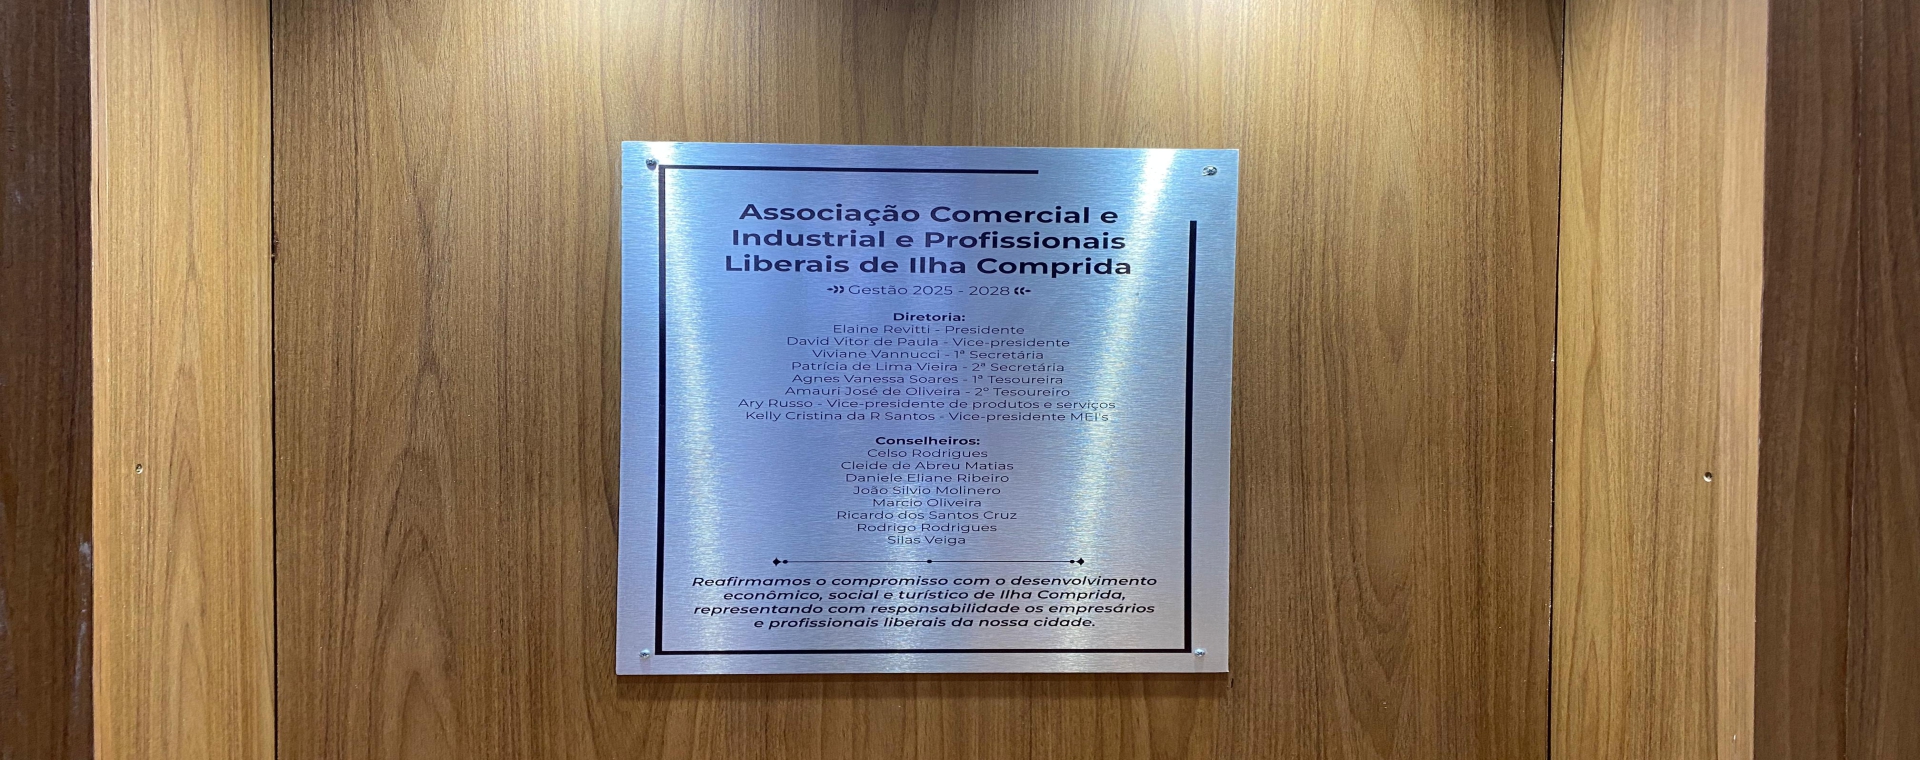 Associação Comercial e
Industrial e Profissionais
Liberais de Ilha Comprida
Gestão 2025 - 2028
Diretoria:
Elaine Revitti - Presidente
David Vitor de Paula - Vice-presidente
Viviane Vannucci - 1ª Secretária
Patrícia de Lima Vieira - 2ª Secretária
Agnes Vanessa Soares - 1ª Tesoureira
Amauri José de Oliveira - 2º Tesoureiro
Ary Russo - Vice-presidente de produtos e serviços
Kelly Cristina da R Santos - Vice-presidente MEI's
Conselheiros:
Celso Rodrigues
Cleide de Abreu Matias
Daniele Eliane Ribeiro
João Silvio Molinero
Marcio Oliveira
Ricardo dos Santos Cruz
Rodrigo Rodrigues
Silas Veiga
Reafirmamos o compromisso com o desenvolvimento
econômico, social e turístico de Ilha Comprida,
representando com responsabilidade os empresários
e profissionais liberais da nossa cidade.